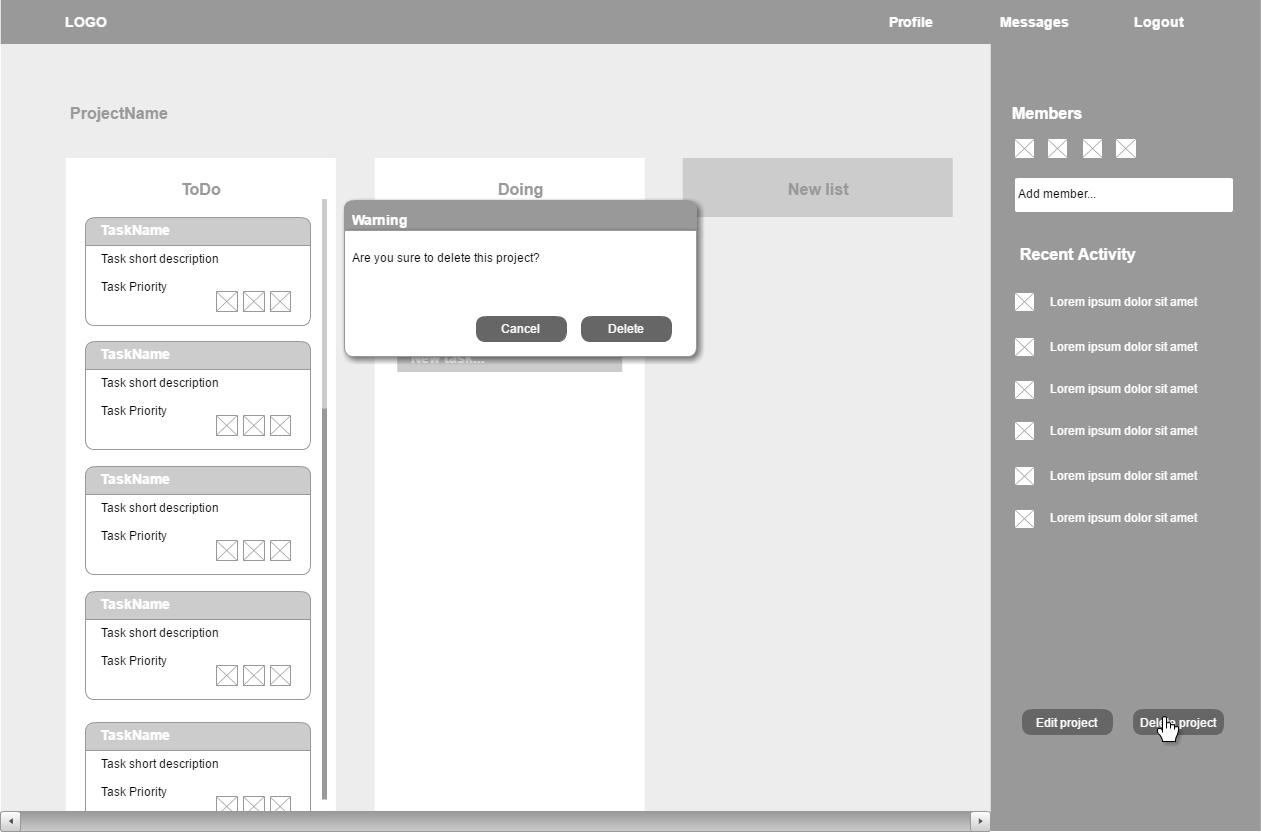 LOGO
Profile
Messages
Logout
ProjectName
ToDo
TaskName
Task short description
Task Priority
TaskName
Task short description
Task Priority
TaskName
Task short description
Task Priority
TaskName
Task short description
Task Priority
TaskName
Task short description
Task Priority
Doing
New task...
New list
Warning
Are you sure to delete this project?
Cancel
Delete
Members
Add member...
Recent Activity
Lorem ipsum dolor sit amet
Lorem ipsum dolor sit amet
Lorem ipsum dolor sit amet
Lorem ipsum dolor sit amet
Lorem ipsum dolor sit amet
Lorem ipsum dolor sit amet
Edit project
Delete project